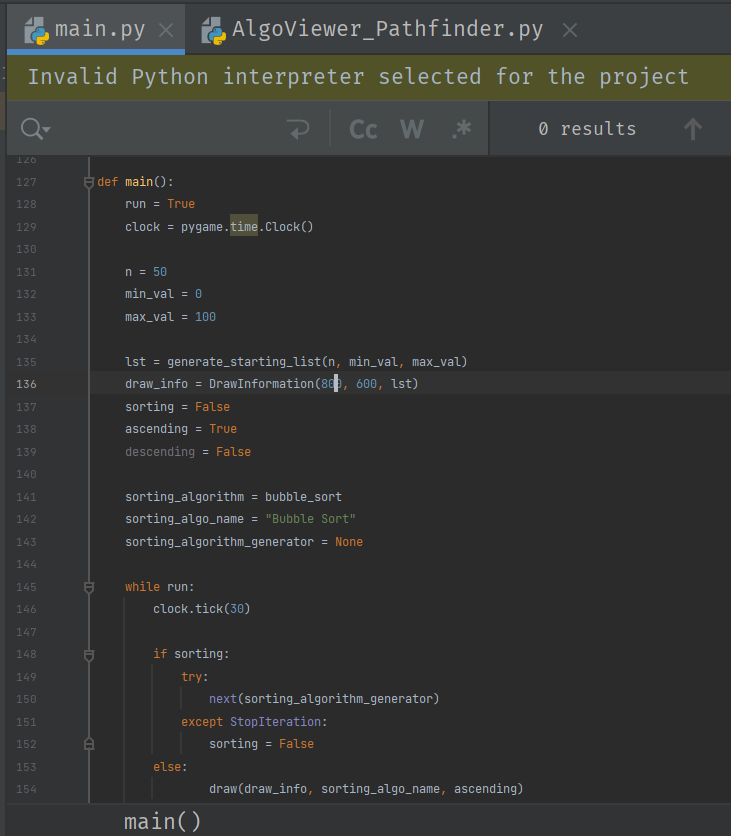 main.py AlgoViewer_Pathfinder.py
Invalid Python interpreter selected for the project
Cc W .* 0 results
126
127 def main():
128 run = True
129 clock = pygame.time.Clock()
130
131 n = 50
132 min_val = 0
133 max_val = 100
134
135 lst = generate_starting_list(n, min_val, max_val)
136 draw_info = DrawInformation(800, 600, lst)
137 sorting = False
138 ascending = True
139 descending = False
140
141 sorting_algorithm = bubble_sort
142 sorting_algo_name = "Bubble Sort"
143 sorting_algorithm_generator = None
144
145 while run:
146 clock.tick(30)
147
148 if sorting:
149 try:
150 next(sorting_algorithm_generator)
151 except StopIteration:
152 sorting = False
153 else:
154 draw(draw_info, sorting_algo_name, ascending)
main()